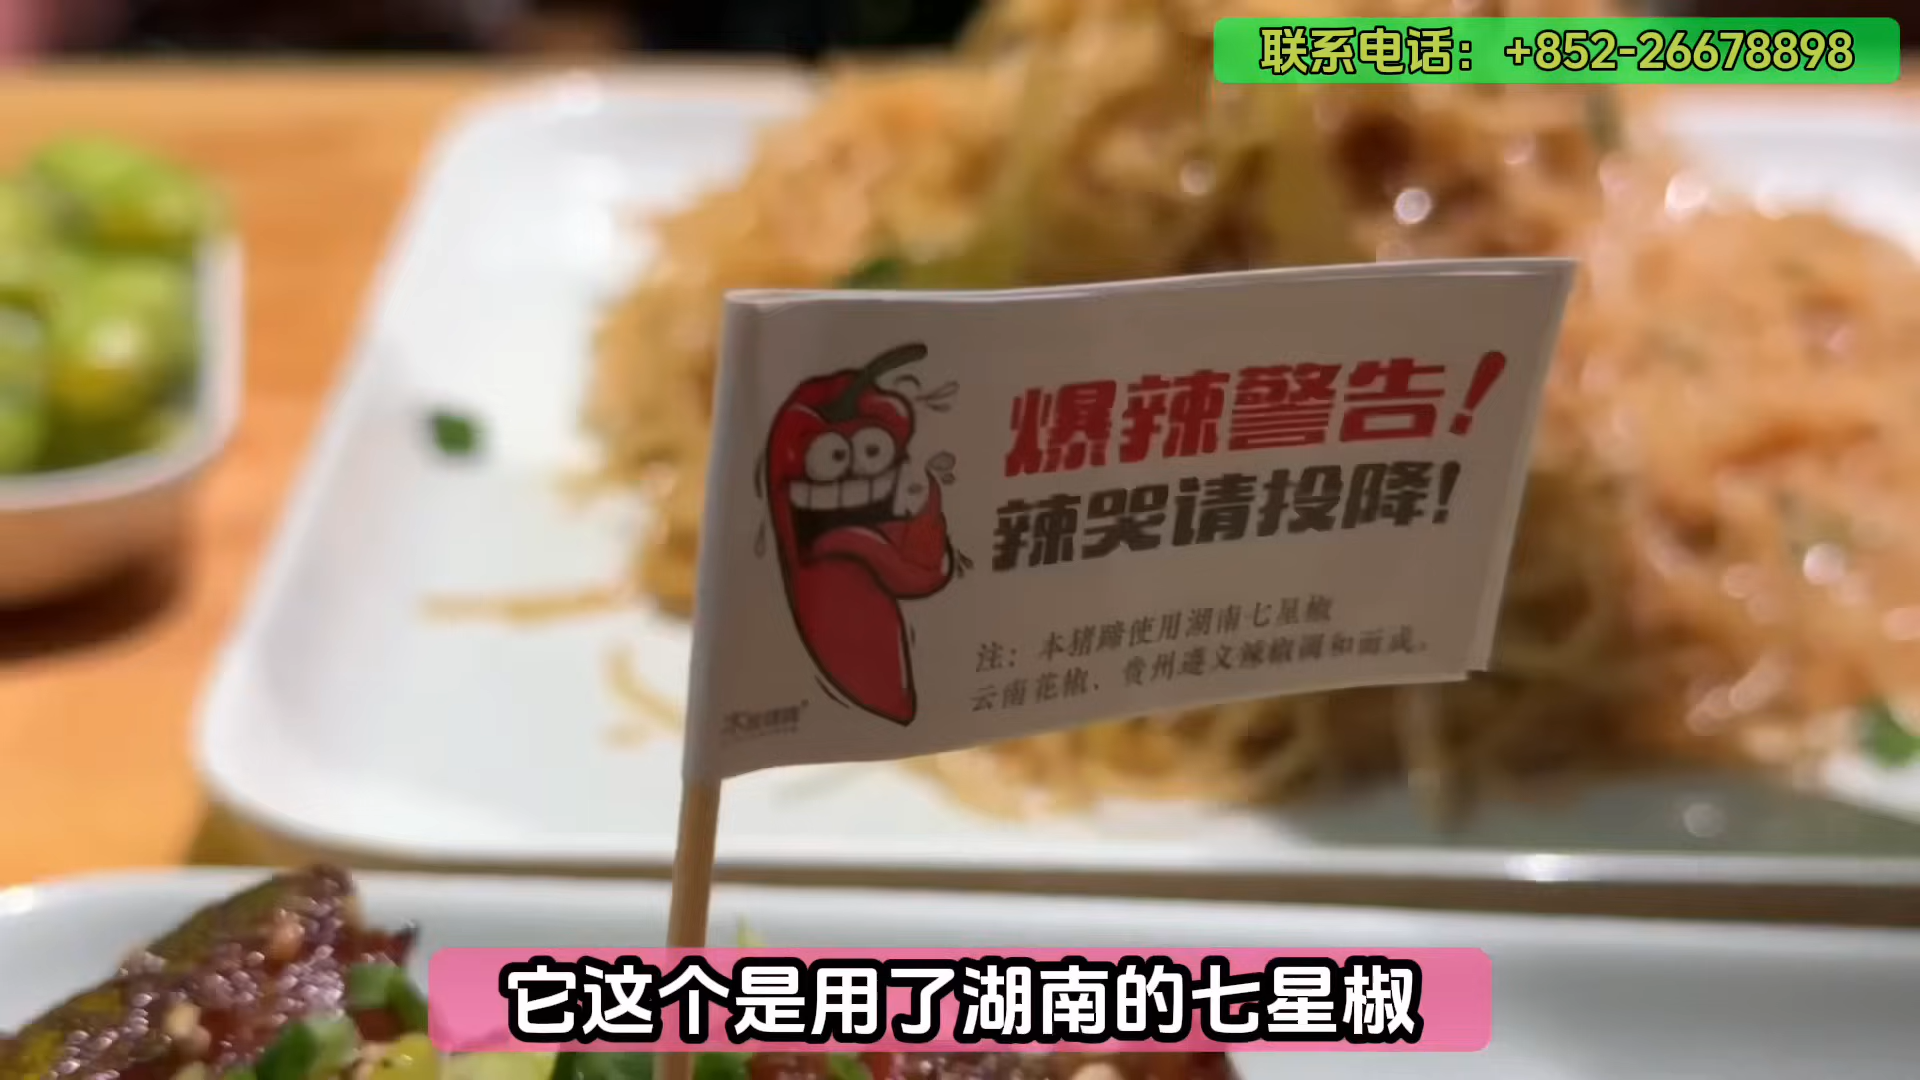 联系电话：+852-26678898
爆辣警告！
辣哭请投降！
注：本猪蹄使用湖南七星椒
云南花椒、贵州遵文辣椒调和而成。
它这个是用了湖南的七星椒